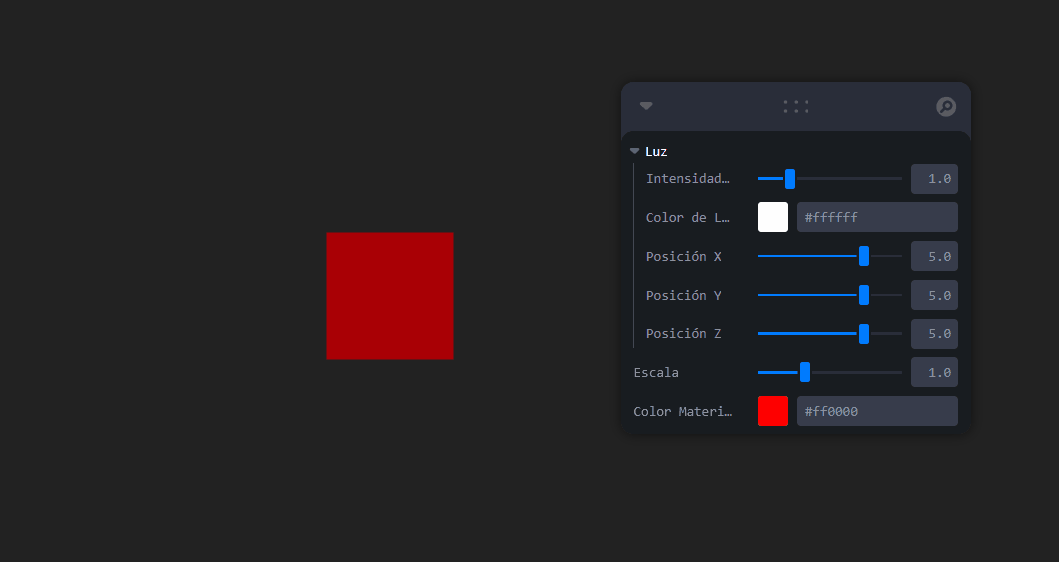 Luz
Intensidad… 1.0
Color de L… #ffffff
Posición X 5.0
Posición Y 5.0
Posición Z 5.0
Escala 1.0
Color Materi… #ff0000